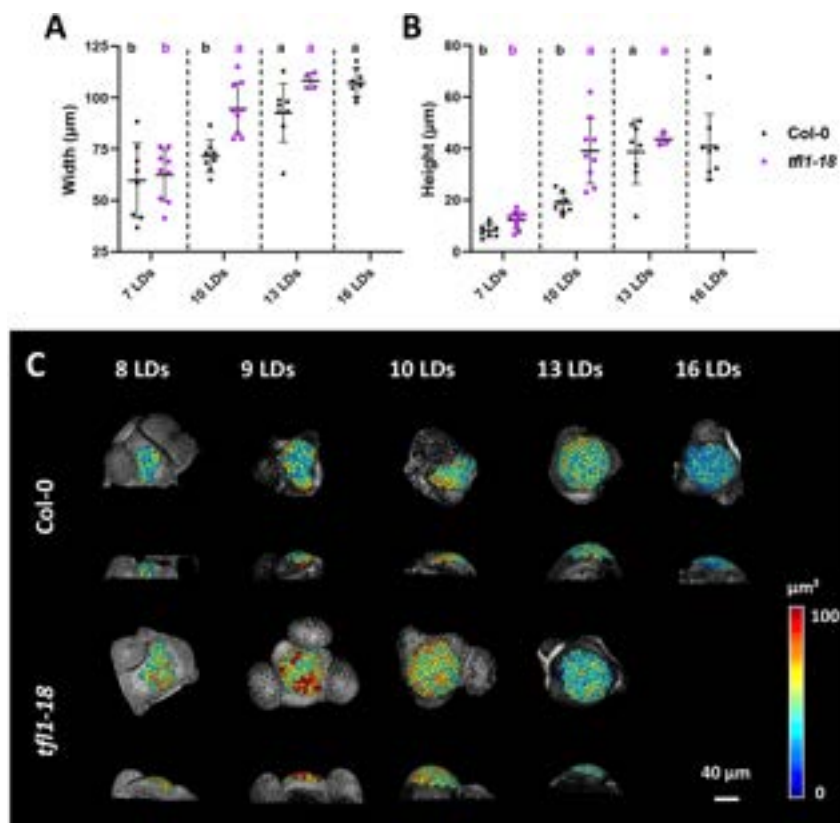 A
b b b a a a a
125
100
75
50
25
Width (µm)
7 LDs
10 LDs
13 LDs
16 LDs
B
b b b a a a a
80
60
40
20
0
Height (µm)
7 LDs
10 LDs
13 LDs
16 LDs
Col-0
tfl1-18
C
8 LDs 9 LDs 10 LDs 13 LDs 16 LDs
Col-0
tfl1-18
µm²
100
0
40 µm